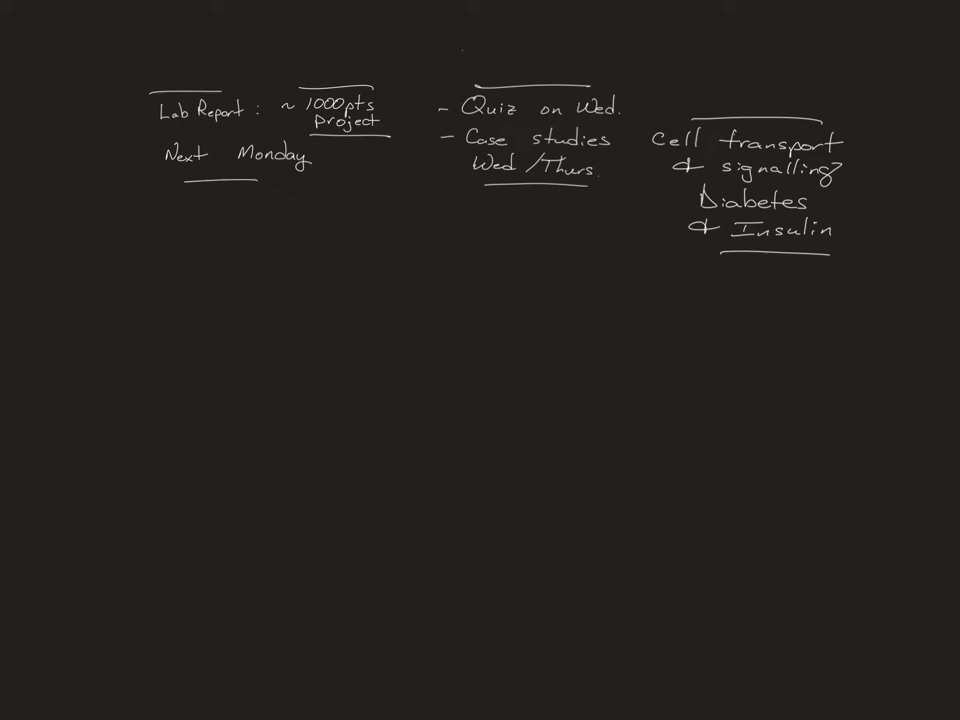 Lab Report : ~ 1000pts
Project
Next Monday
- Quiz on Wed.
- Case studies
Wed /Thurs.
Cell transport
& signalling
Diabetes
& Insulin